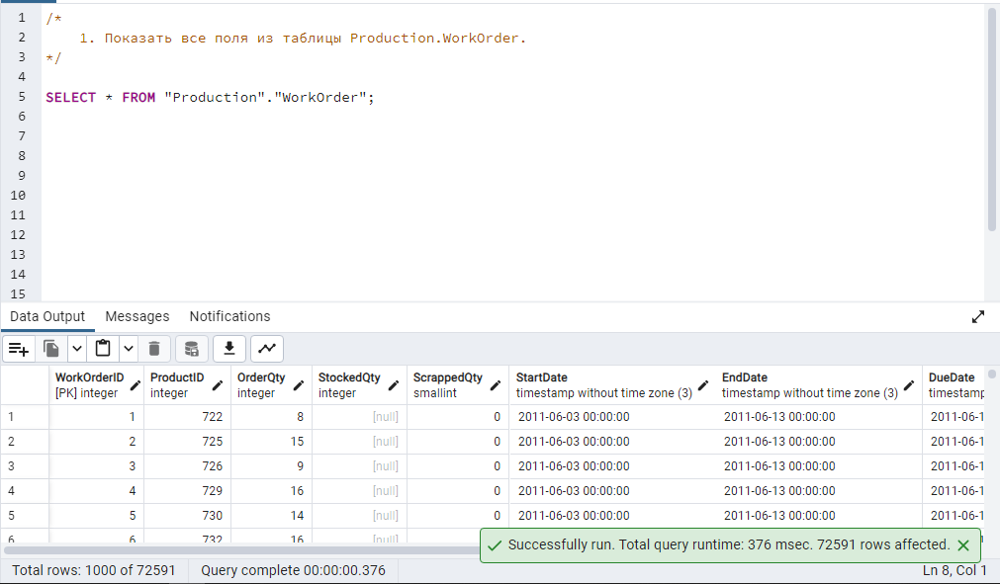 1 /*
2 1. Показать все поля из таблицы Production.WorkOrder.
3 */
4
5 SELECT * FROM "Production"."WorkOrder";
6
7
8
9
10
11
12
13
14
15
Data Output Messages Notifications
WorkOrderID ProductID OrderQty StockedQty ScrappedQty StartDate EndDate DueDate
[PK] integer integer integer integer smallint timestamp without time zone (3) timestamp without time zone (3) timestamp
1 1 722 8 [null] 0 2011-06-03 00:00:00 2011-06-13 00:00:00 2011-06-1
2 2 725 15 [null] 0 2011-06-03 00:00:00 2011-06-13 00:00:00 2011-06-1
3 3 726 9 [null] 0 2011-06-03 00:00:00 2011-06-13 00:00:00 2011-06-1
4 4 729 16 [null] 0 2011-06-03 00:00:00 2011-06-13 00:00:00 2011-06-1
5 5 730 14 [null] 0 2011-06-03 00:00:00 2011-06-13 00:00:00 2011-06-1
6 6 732 16 [null]
Successfully run. Total query runtime: 376 msec. 72591 rows affected.
Total rows: 1000 of 72591 Query complete 00:00:00.376 Ln 8, Col 1